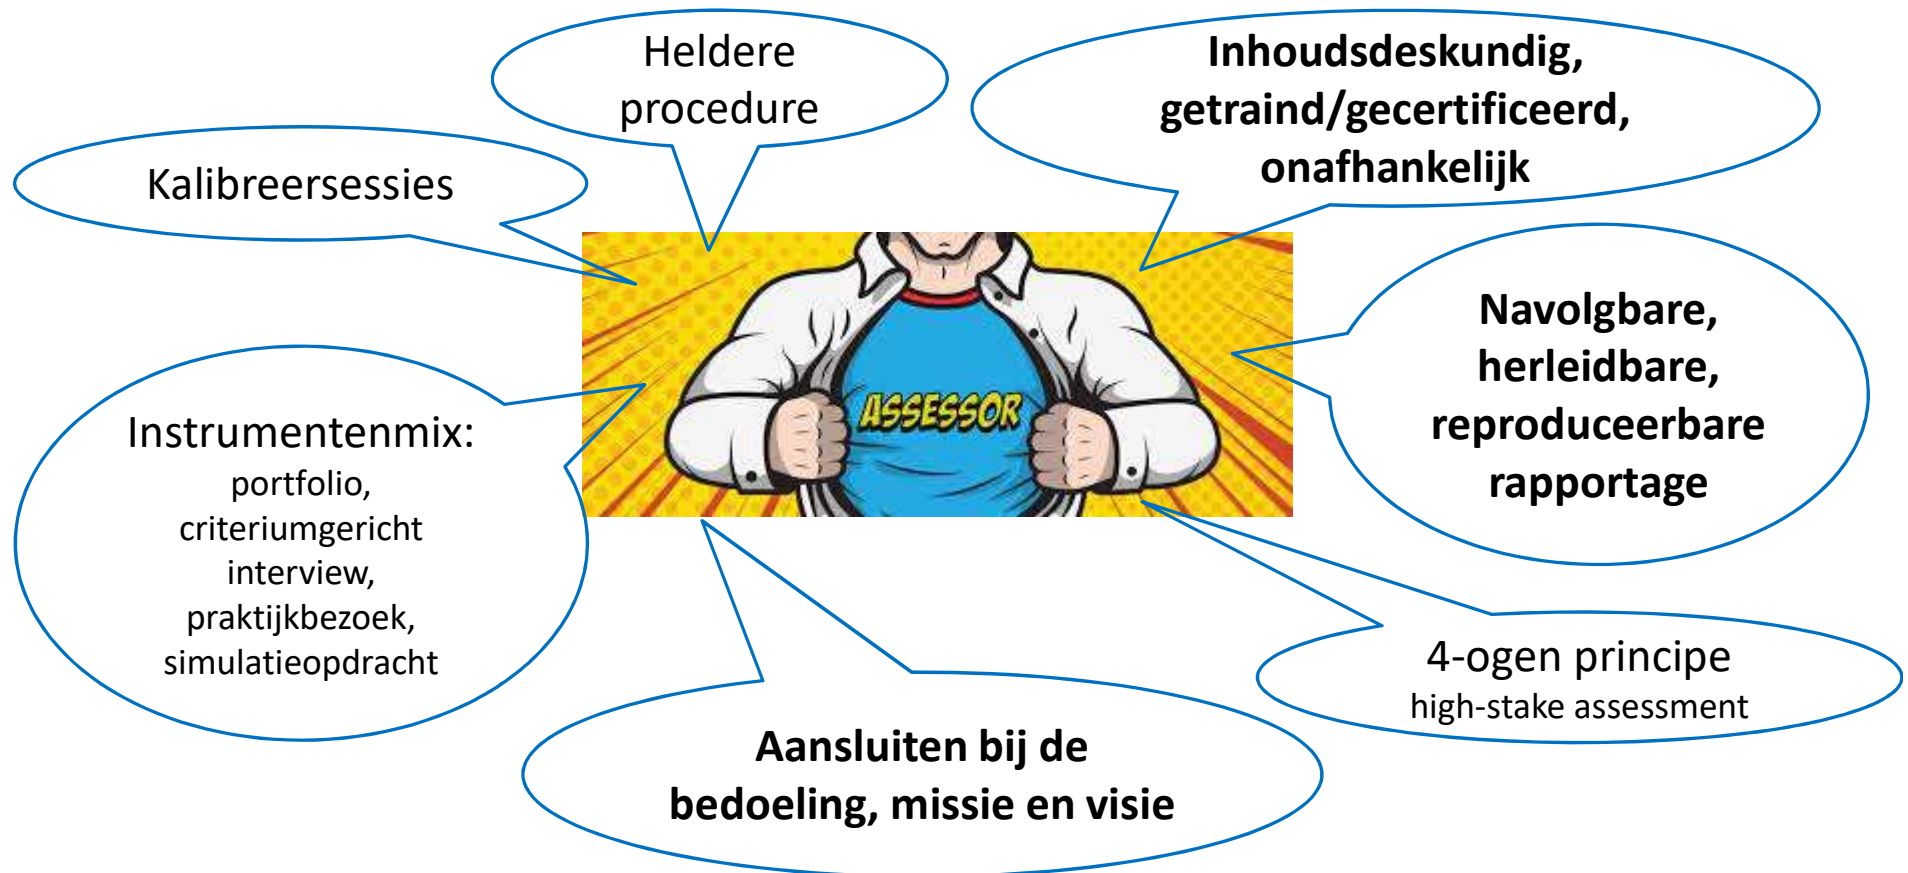 Heldere
procedure
Inhoudsdeskundig,
getraind/gecertificeerd,
onafhankelijk
Kalibreersessies
Navolgbare,
herleidbare,
reproduceerbare
rapportage
ASSESSOR
Instrumentenmix:
portfolio,
criteriumgericht
interview,
praktijkbezoek,
simulatieopdracht
4-ogen principe
high-stake assessment
Aansluiten bij de
bedoeling, missie en visie